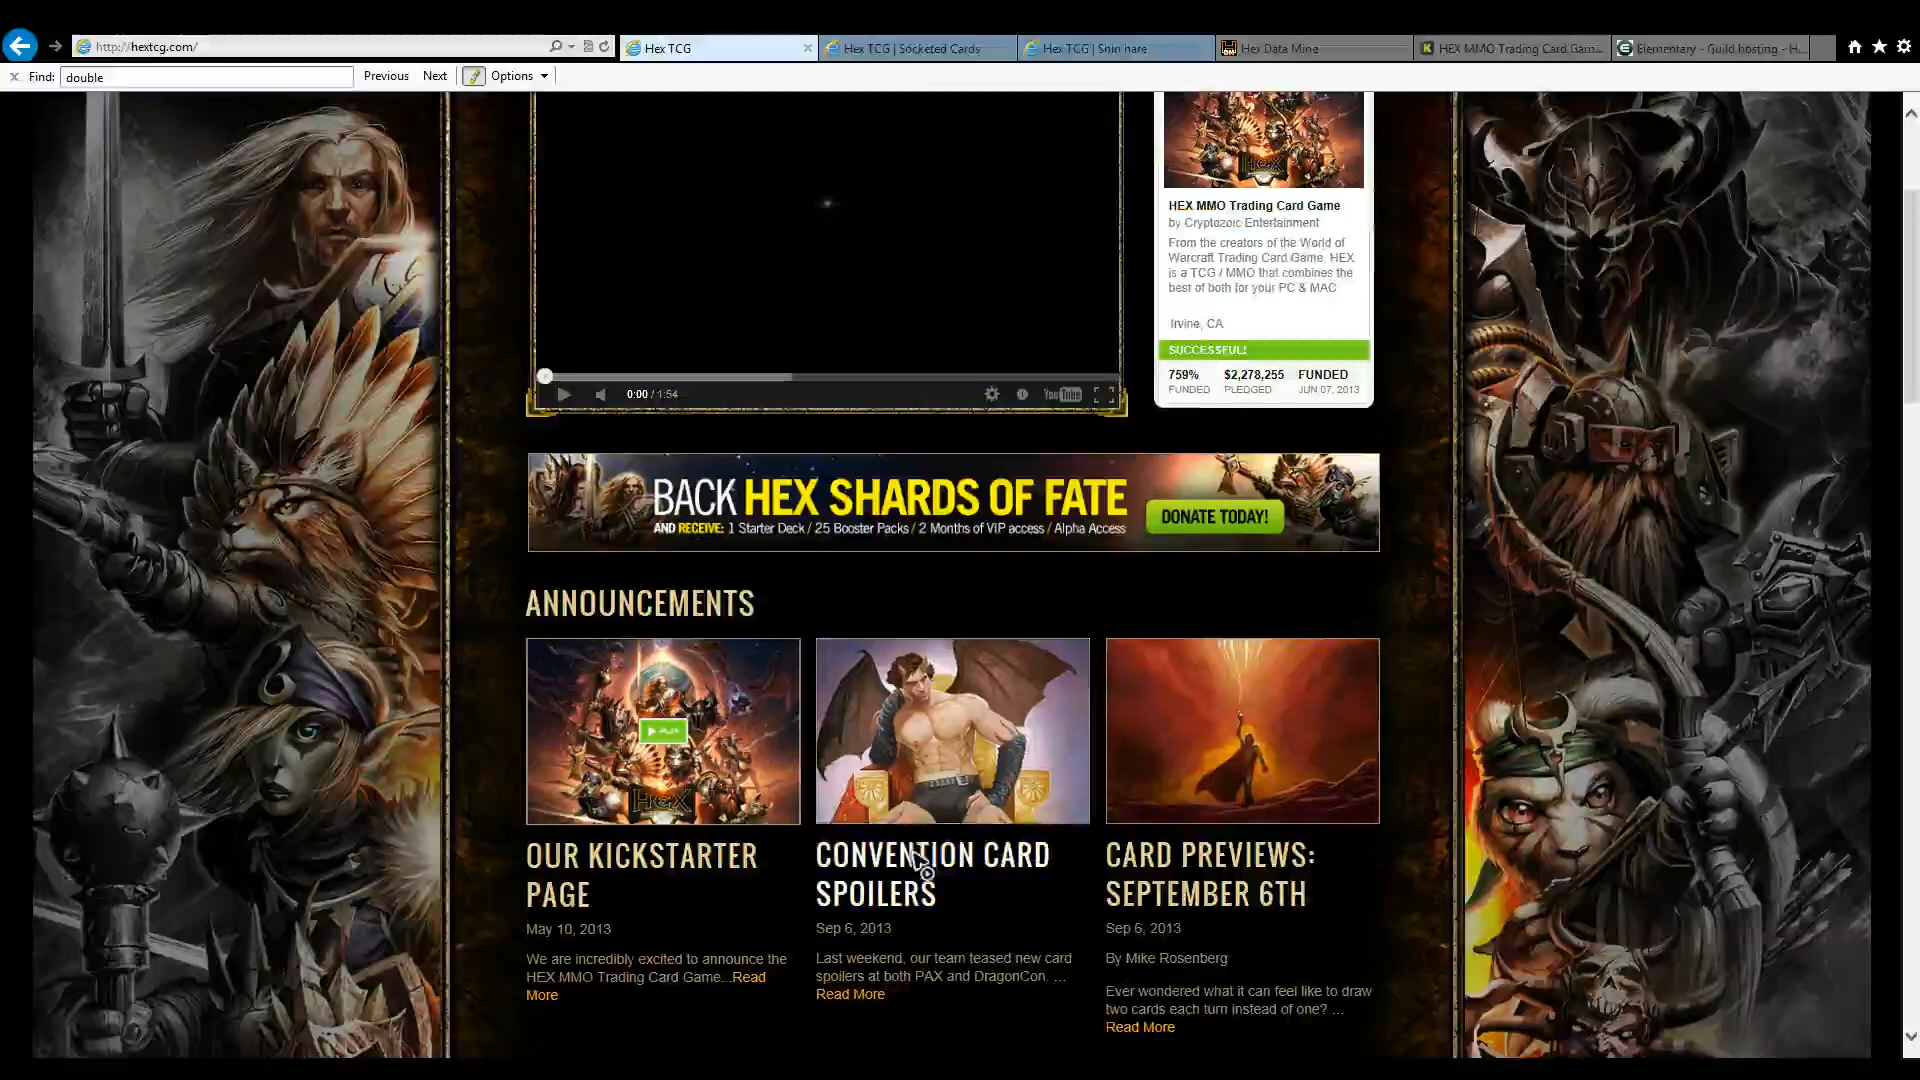 http://hextcg.com/
Hex TCG
Hex TCG | Socketed Cards
Hex TCG | Shin'hare
Hex Data Mine
HEX MMO Trading Card Gam...
Elementary - Guild hosting - H...
Find: double
Previous
Next
Options
HEX
HEX MMO Trading Card Game
by Cryptozoic Entertainment
From the creators of the World of
Warcraft Trading Card Game, HEX
is a TCG / MMO that combines the
best of both for your PC & MAC
Irvine, CA
SUCCESSFUL!
759% $2,278,255 FUNDED
FUNDED PLEDGED JUN 07, 2013
0:00 / 1:54
YouTube
BACK HEX SHARDS OF FATE
AND RECEIVE: 1 Starter Deck / 25 Booster Packs / 2 Months of VIP access / Alpha Access
DONATE TODAY!
ANNOUNCEMENTS
PLAY
HEX
OUR KICKSTARTER
PAGE
May 10, 2013
We are incredibly excited to announce the
HEX MMO Trading Card Game...Read
More
CONVENTION CARD
SPOILERS
Sep 6, 2013
Last weekend, our team teased new card
spoilers at both PAX and DragonCon. ...
Read More
CARD PREVIEWS:
SEPTEMBER 6TH
Sep 6, 2013
By Mike Rosenberg
Ever wondered what it can feel like to draw
two cards each turn instead of one? ...
Read More